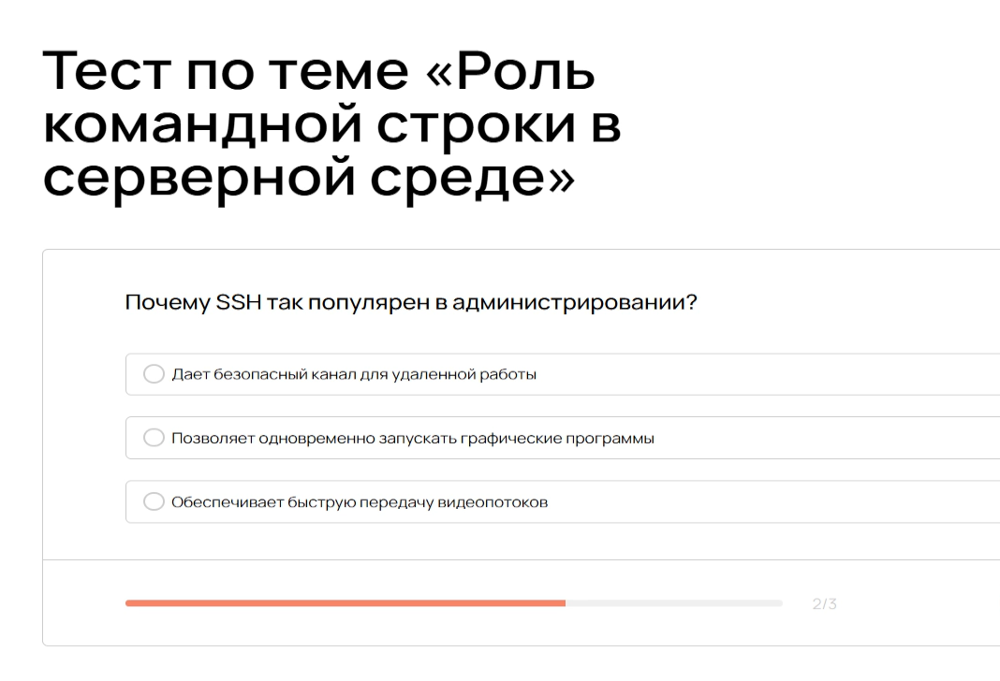 Тест по теме «Роль
командной строки в
серверной среде»
Почему SSH так популярен в администрировании?
Дает безопасный канал для удаленной работы
Позволяет одновременно запускать графические программы
Обеспечивает быструю передачу видеопотоков
2/3